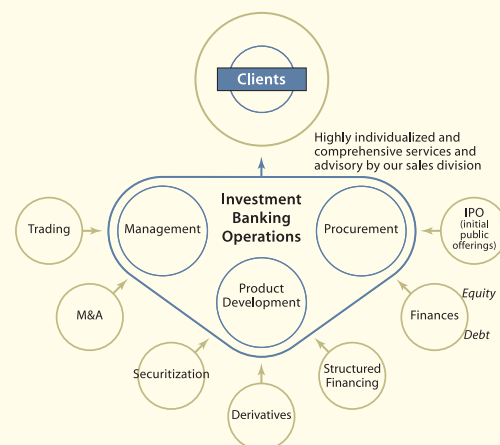 Clients
Highly individualized and
comprehensive services and
advisory by our sales division
Investment
Banking
Operations
Management
Procurement
Product
Development
Trading
IPO
(initial
public
offerings)
M&A
Finances
Equity
Debt
Securitization
Structured
Financing
Derivatives